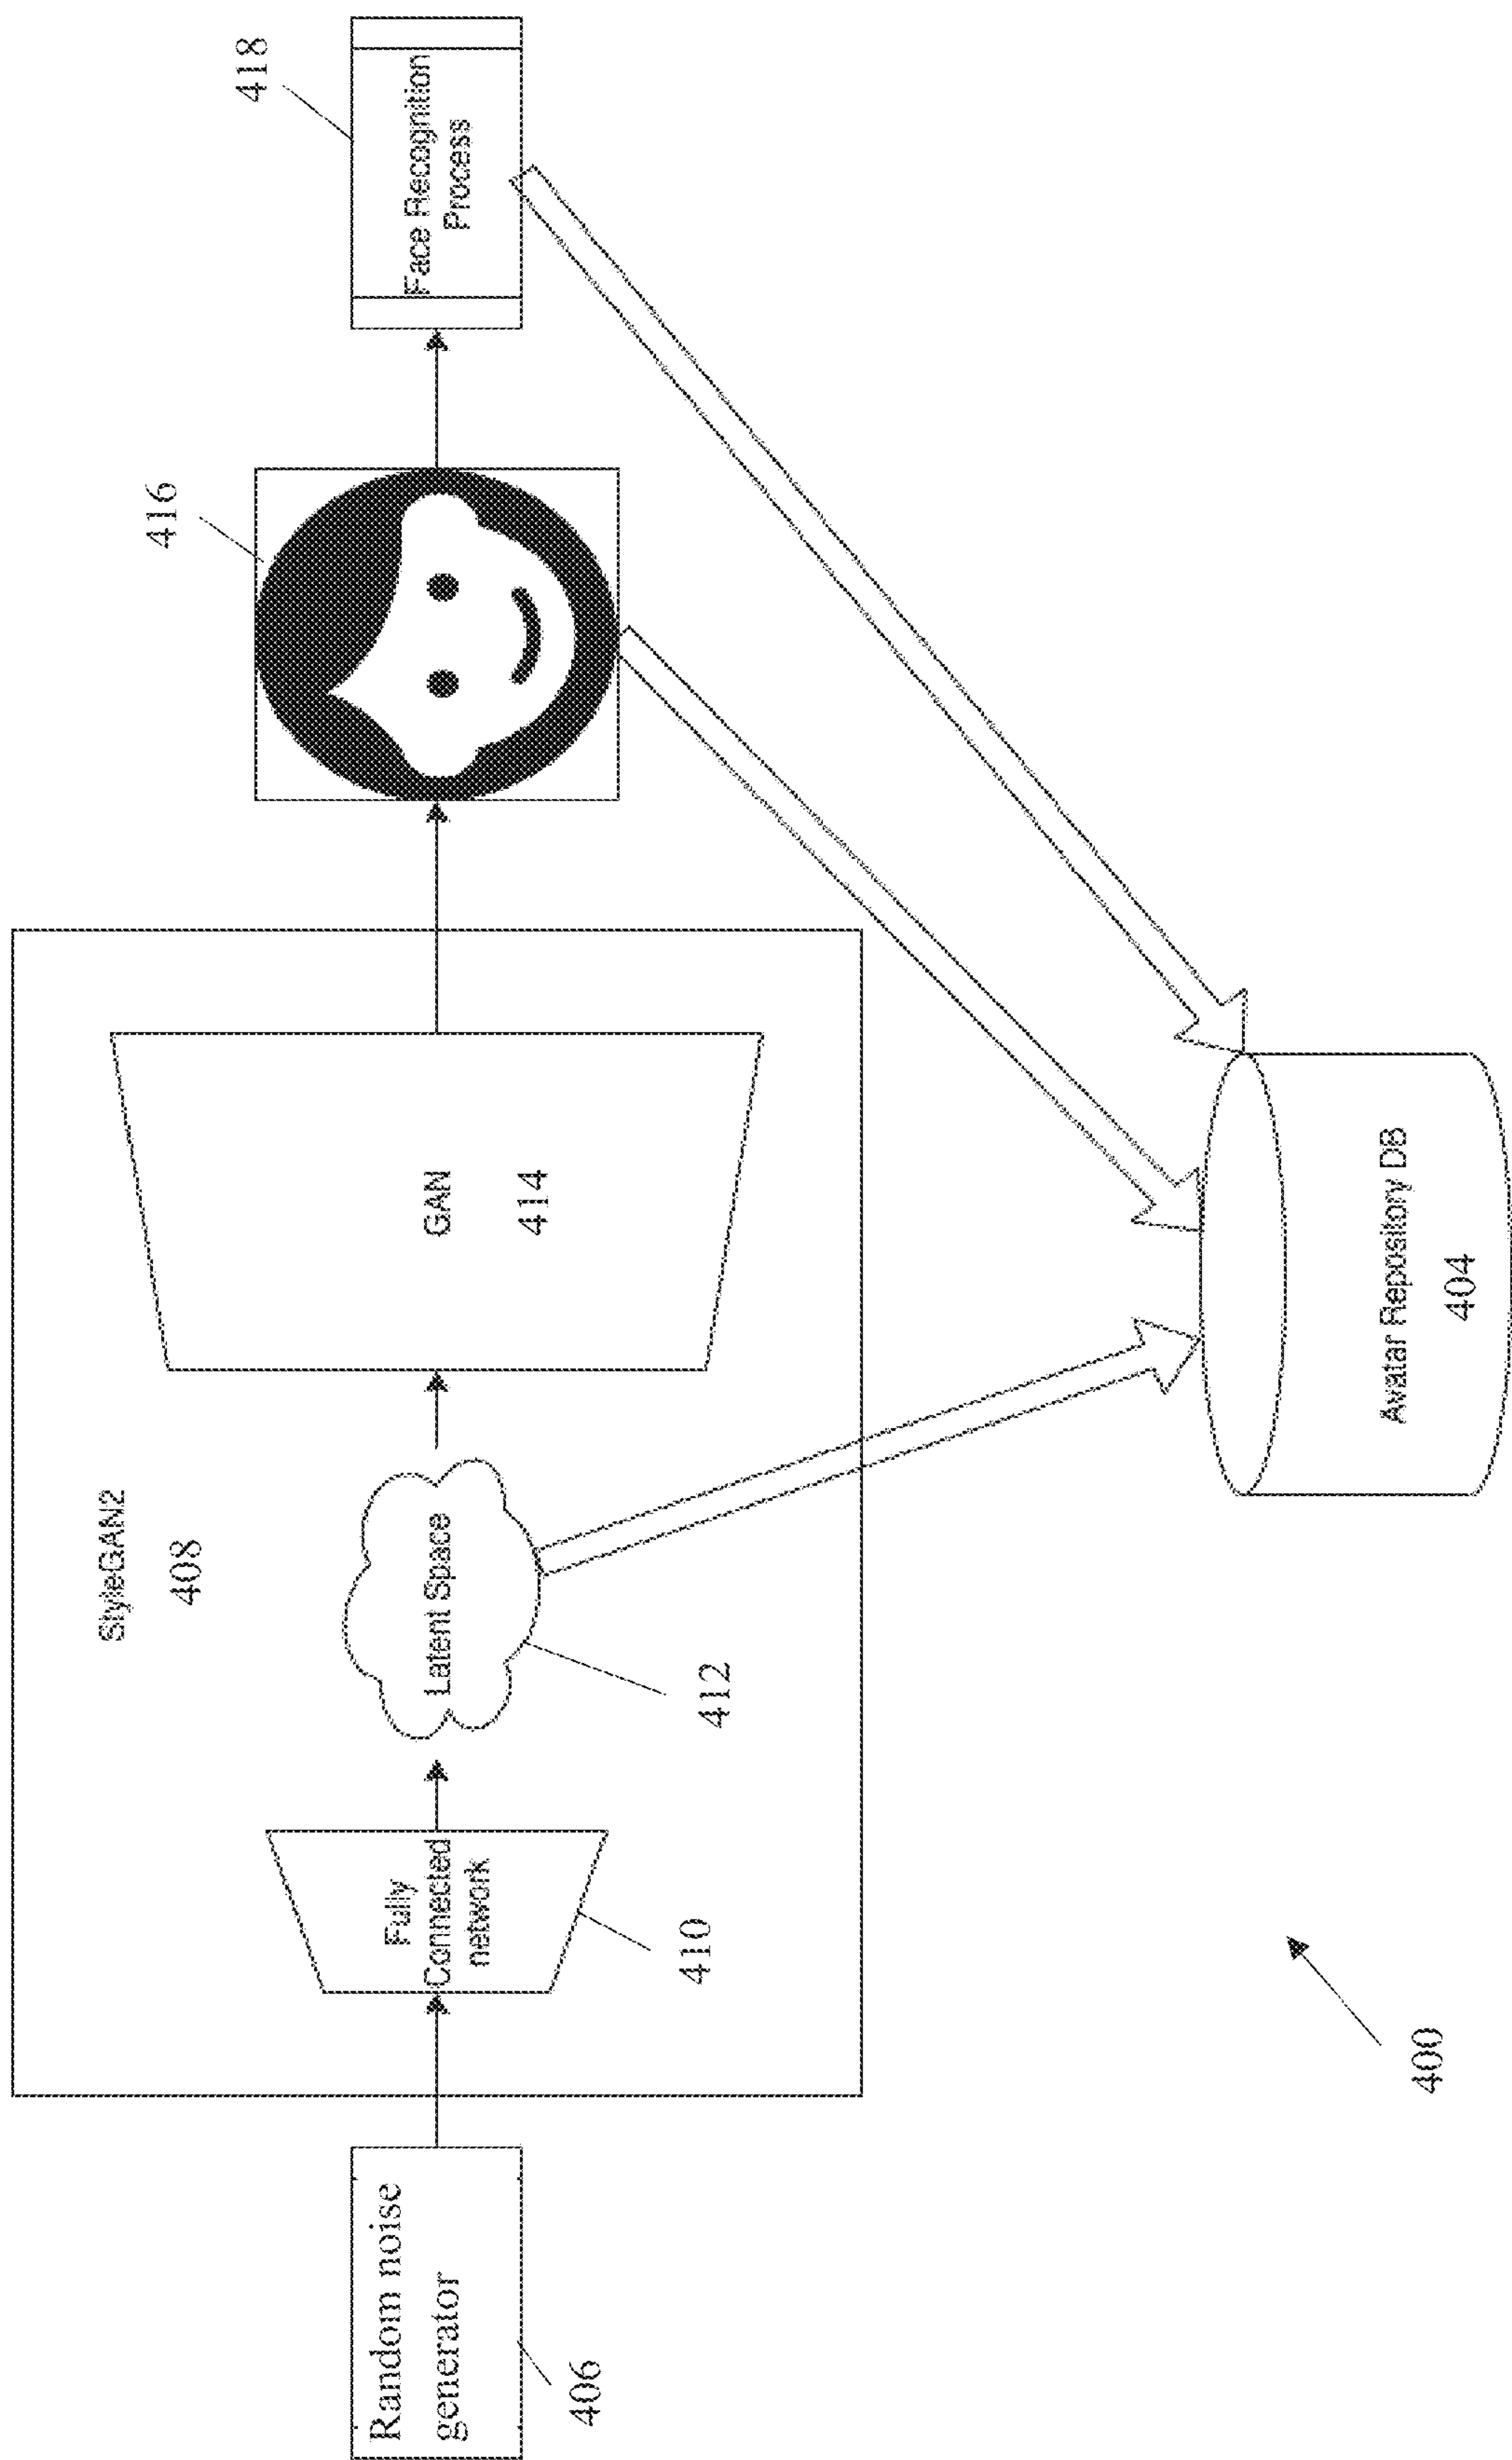 StyleGAN2
408
Random noise
generator
406
Fully
Connected
network
410
Latent Space
412
GAN
414
416
Face Recognition
Process
418
Avatar Repository DB
404
400